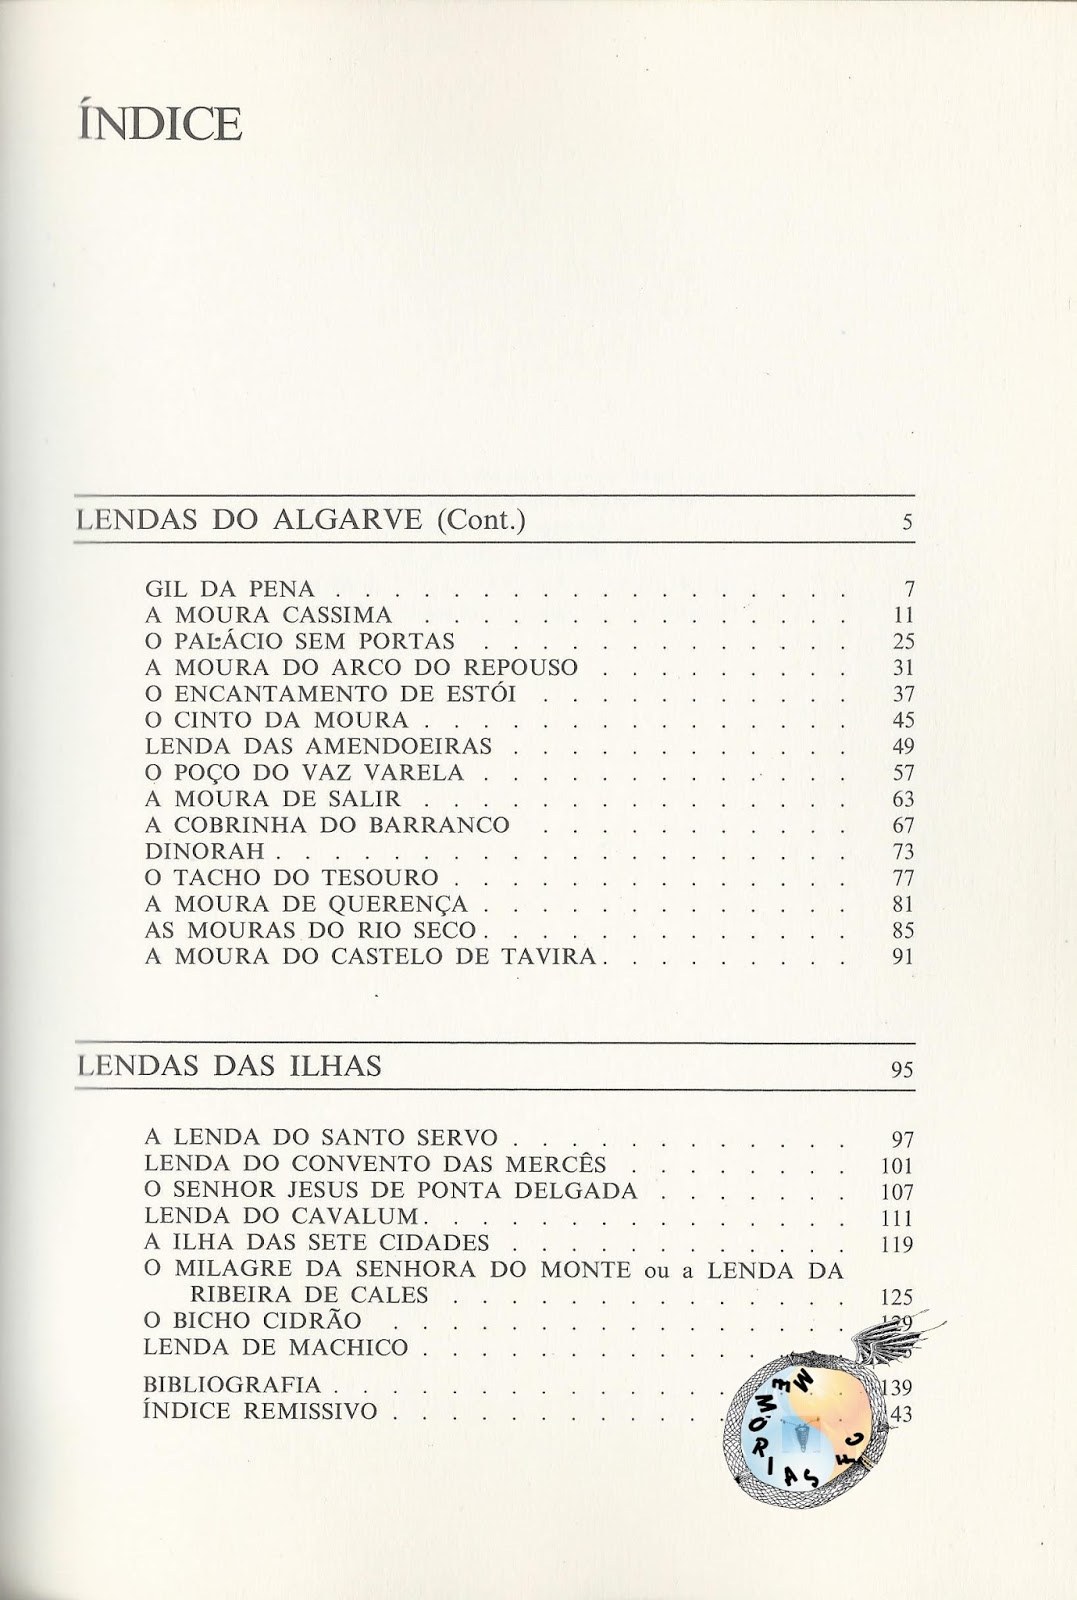 ÍNDICE
LENDAS DO ALGARVE (Cont.) 5
GIL DA PENA . . . . . . . . . . . . . . . . . . 7
A MOURA CASSIMA . . . . . . . . . . . . . . . 11
O PALÁCIO SEM PORTAS . . . . . . . . . . . . . 25
A MOURA DO ARCO DO REPOUSO . . . . . . . . . 31
O ENCANTAMENTO DE ESTÓI . . . . . . . . . . . 37
O CINTO DA MOURA . . . . . . . . . . . . . . . 45
LENDA DAS AMENDOEIRAS . . . . . . . . . . . . 49
O POÇO DO VAZ VARELA . . . . . . . . . . . . . 57
A MOURA DE SALIR . . . . . . . . . . . . . . . 63
A COBRINHA DO BARRANCO . . . . . . . . . . . 67
DINORAH . . . . . . . . . . . . . . . . . . . . 73
O TACHO DO TESOURO . . . . . . . . . . . . . . 77
A MOURA DE QUERENÇA . . . . . . . . . . . . . 81
AS MOURAS DO RIO SECO . . . . . . . . . . . . . 85
A MOURA DO CASTELO DE TAVIRA . . . . . . . . . 91
LENDAS DAS ILHAS 95
A LENDA DO SANTO SERVO . . . . . . . . . . . . 97
LENDA DO CONVENTO DAS MERCÊS . . . . . . . . 101
O SENHOR JESUS DE PONTA DELGADA . . . . . . . 107
LENDA DO CAVALUM . . . . . . . . . . . . . . . 111
A ILHA DAS SETE CIDADES . . . . . . . . . . . . 119
O MILAGRE DA SENHORA DO MONTE ou a LENDA DA
RIBEIRA DE CALES . . . . . . . . . . . . . . 125
O BICHO CIDRÃO . . . . . . . . . . . . . . . . 129
LENDA DE MACHICO . . . . . . . . . . . . .
BIBLIOGRAFIA . . . . . . . . . . . . . . 139
ÍNDICE REMISSIVO . . . . . . . . . . . . 43
MEMÓRIAS